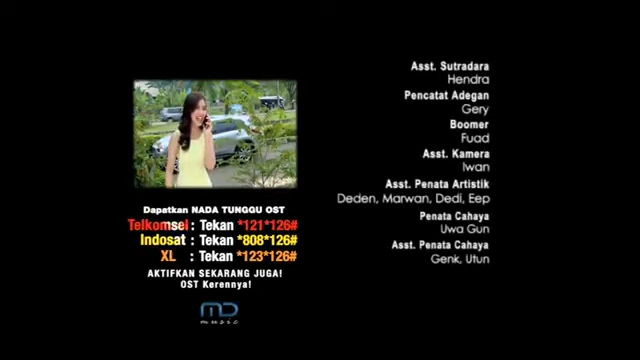 Dapatkan NADA TUNGGU OST
Telkomsel : Tekan *121*126#
Indosat : Tekan *808*126#
XL : Tekan *123*126#
AKTIFKAN SEKARANG JUGA!
OST Kerennya!
MD
music
Asst. Sutradara
Hendra
Pencatat Adegan
Gery
Boomer
Fuad
Asst. Kamera
Iwan
Asst. Penata Artistik
Deden, Marwan, Dedi, Eep
Penata Cahaya
Uwa Gun
Asst. Penata Cahaya
Genk, Utun